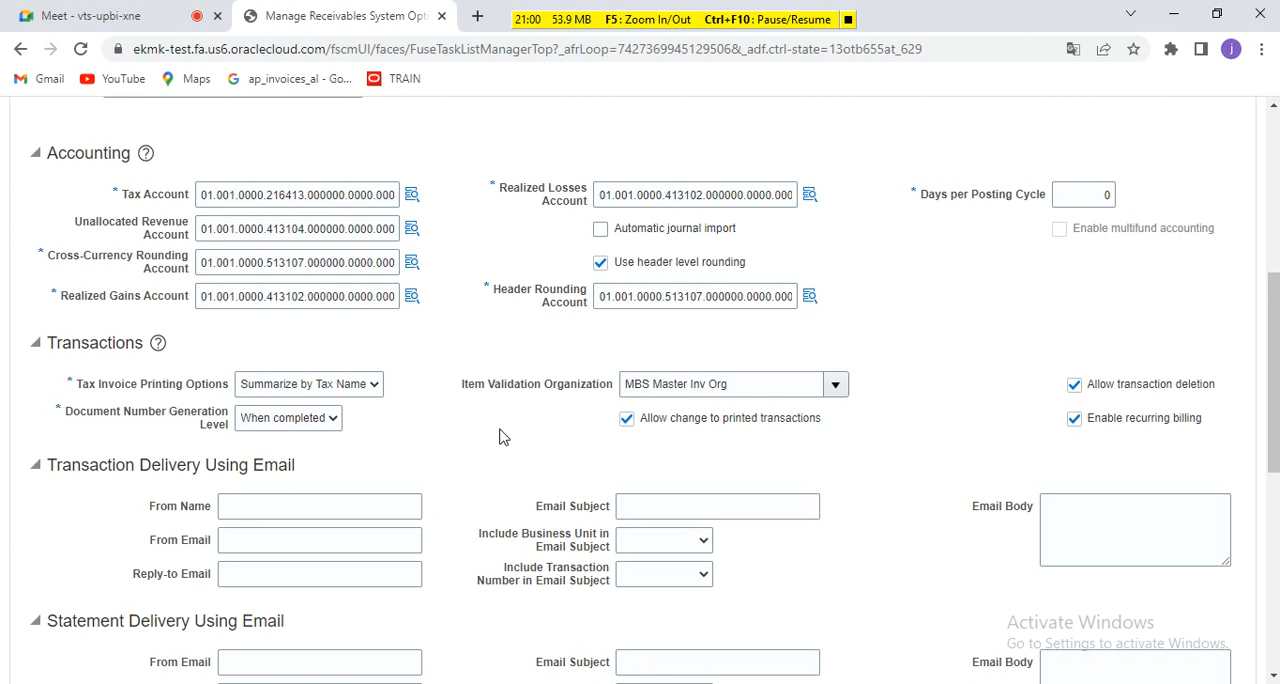 Meet - vts-upbi-xne
Manage Receivables System Opt
21:00 53.9 MB F5: Zoom In/Out Ctrl+F10: Pause/Resume
ekmk-test.fa.us6.oraclecloud.com/fscmUI/faces/FuseTaskListManagerTop?_afrLoop=7427369945129506&_adf.ctrl-state=13otb655at_629
j
Gmail YouTube Maps ap_invoices_al - Go... TRAIN
Accounting ?
* Tax Account 01.001.0000.216413.000000.0000.000
* Realized Losses Account 01.001.0000.413102.000000.0000.000
* Days per Posting Cycle 0
Unallocated Revenue Account 01.001.0000.413104.000000.0000.000
Automatic journal import
Enable multifund accounting
* Cross-Currency Rounding Account 01.001.0000.513107.000000.0000.000
Use header level rounding
* Realized Gains Account 01.001.0000.413102.000000.0000.000
* Header Rounding Account 01.001.0000.513107.000000.0000.000
Transactions ?
* Tax Invoice Printing Options Summarize by Tax Name
Item Validation Organization MBS Master Inv Org
Allow transaction deletion
* Document Number Generation Level When completed
Allow change to printed transactions
Enable recurring billing
Transaction Delivery Using Email
From Name
Email Subject
Email Body
From Email
Include Business Unit in Email Subject
Reply-to Email
Include Transaction Number in Email Subject
Statement Delivery Using Email
Activate Windows
Go to Settings to activate Windows.
From Email
Email Subject
Email Body